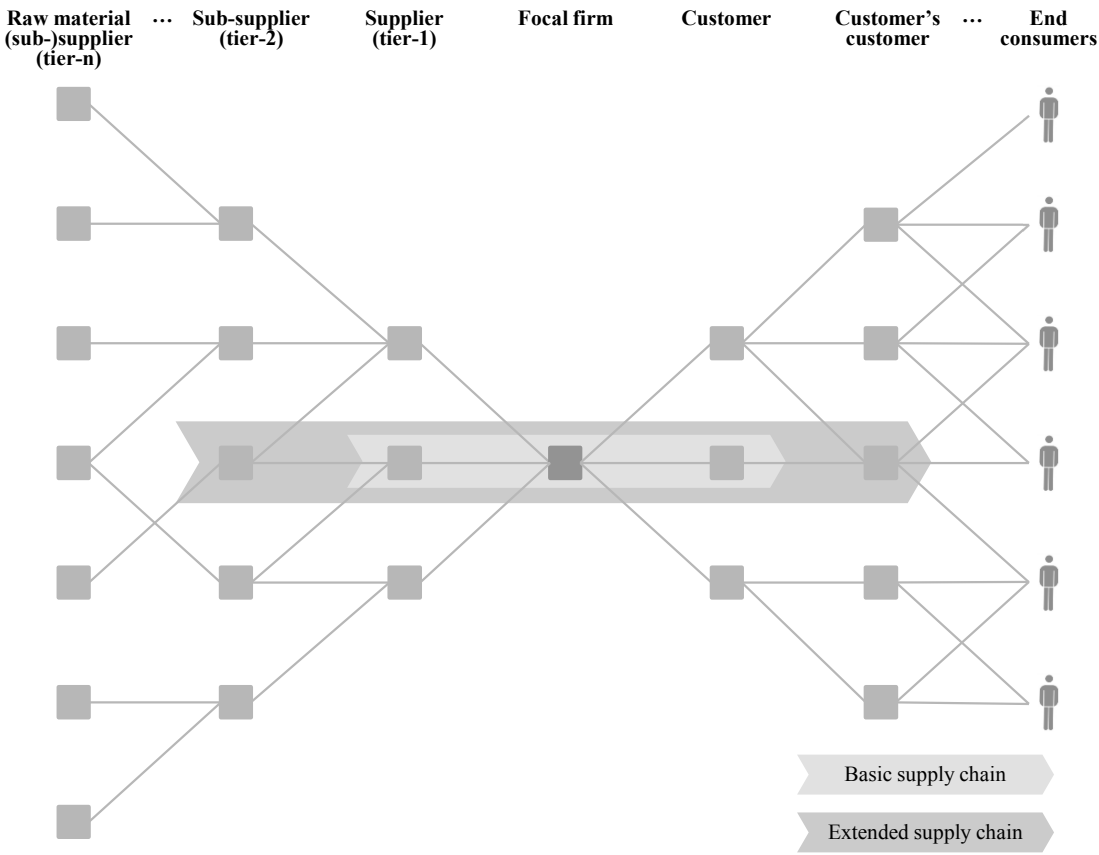 Raw material
(sub-)supplier
(tier-n)
…
Sub-supplier
(tier-2)
Supplier
(tier-1)
Focal firm
Customer
Customer’s
customer
…
End
consumers
Basic supply chain
Extended supply chain